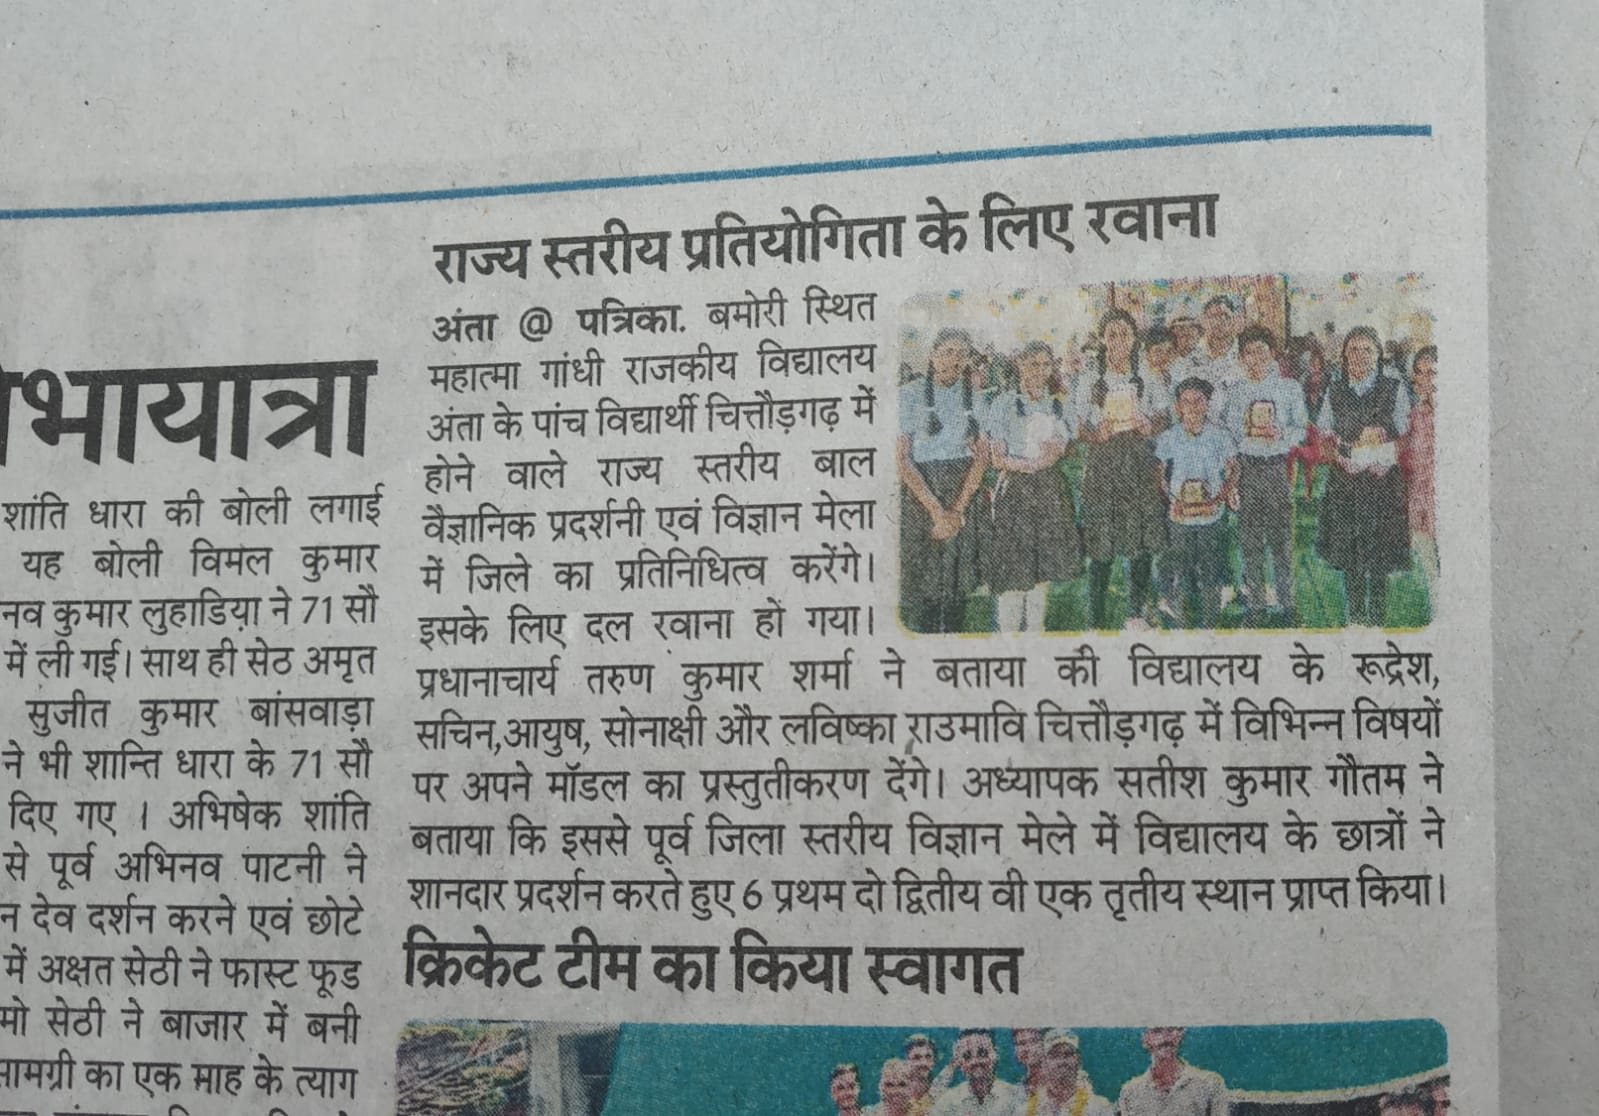 भायात्रा
शांति धारा की बोली लगाई
यह बोली विमल कुमार
नव कुमार लुहाडिय़ा ने 71 सौ
में ली गई। साथ ही सेठ अमृत
सुजीत कुमार बांसवाड़ा
ने भी शान्ति धारा के 71 सौ
दिए गए । अभिषेक शांति
से पूर्व अभिनव पाटनी ने
न देव दर्शन करने एवं छोटे
में अक्षत सेठी ने फास्ट फूड
मो सेठी ने बाजार में बनी
सामग्री का एक माह के त्याग
राज्य स्तरीय प्रतियोगिता के लिए रवाना
अंता @ पत्रिका. बमोरी स्थित
महात्मा गांधी राजकीय विद्यालय
अंता के पांच विद्यार्थी चित्तौड़गढ़ में
होने वाले राज्य स्तरीय बाल
वैज्ञानिक प्रदर्शनी एवं विज्ञान मेला
में जिले का प्रतिनिधित्व करेंगे।
इसके लिए दल रवाना हो गया।
प्रधानाचार्य तरुण कुमार शर्मा ने बताया की विद्यालय के रूद्रेश,
सचिन,आयुष, सोनाक्षी और लविष्का राउमावि चित्तौड़गढ़ में विभिन्न विषयों
पर अपने मॉडल का प्रस्तुतीकरण देंगे। अध्यापक सतीश कुमार गौतम ने
बताया कि इससे पूर्व जिला स्तरीय विज्ञान मेले में विद्यालय के छात्रों ने
शानदार प्रदर्शन करते हुए 6 प्रथम दो द्वितीय वी एक तृतीय स्थान प्राप्त किया।
क्रिकेट टीम का किया स्वागत